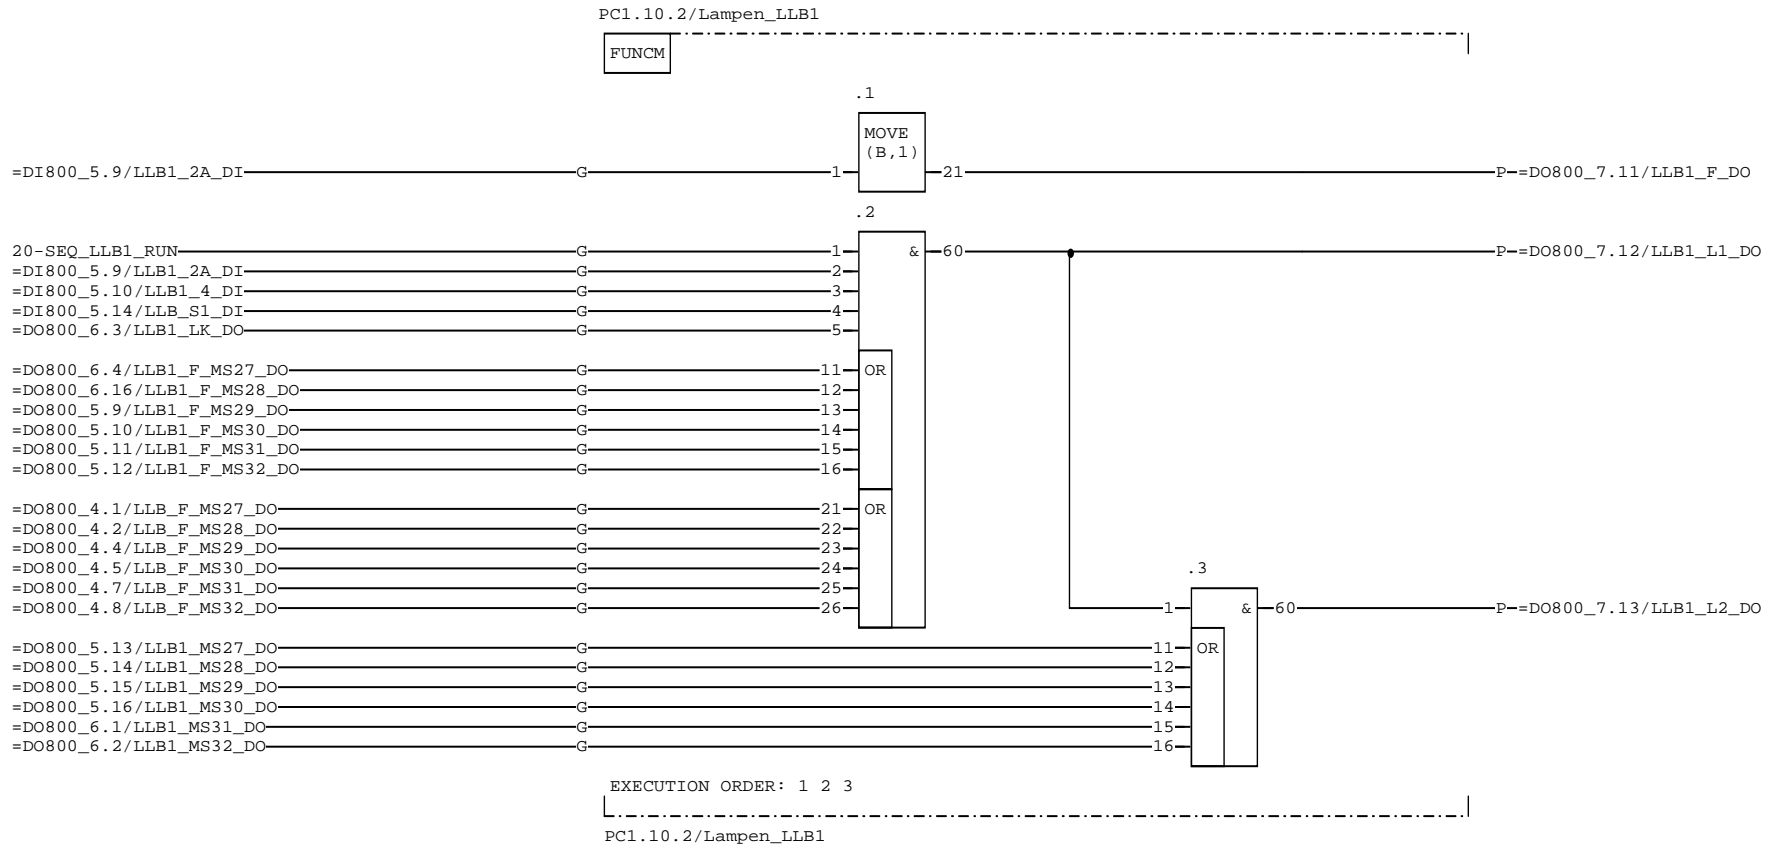 PC1.10.2/Lampen_LLB1
FUNCM
.1
MOVE
(B,1)
=DI800_5.9/LLB1_2A_DI G 1 21 P =DO800_7.11/LLB1_F_DO
.2
20-SEQ_LLB1_RUN G 1 & 60 P =DO800_7.12/LLB1_L1_DO
=DI800_5.9/LLB1_2A_DI G 2
=DI800_5.10/LLB1_4_DI G 3
=DI800_5.14/LLB_S1_DI G 4
=DO800_6.3/LLB1_LK_DO G 5
=DO800_6.4/LLB1_F_MS27_DO G 11 OR
=DO800_6.16/LLB1_F_MS28_DO G 12
=DO800_5.9/LLB1_F_MS29_DO G 13
=DO800_5.10/LLB1_F_MS30_DO G 14
=DO800_5.11/LLB1_F_MS31_DO G 15
=DO800_5.12/LLB1_F_MS32_DO G 16
=DO800_4.1/LLB_F_MS27_DO G 21 OR
=DO800_4.2/LLB_F_MS28_DO G 22
=DO800_4.4/LLB_F_MS29_DO G 23
=DO800_4.5/LLB_F_MS30_DO G 24
.3
=DO800_4.7/LLB_F_MS31_DO G 25
=DO800_4.8/LLB_F_MS32_DO G 26 1 & 60 P =DO800_7.13/LLB1_L2_DO
=DO800_5.13/LLB1_MS27_DO G 11 OR
=DO800_5.14/LLB1_MS28_DO G 12
=DO800_5.15/LLB1_MS29_DO G 13
=DO800_5.16/LLB1_MS30_DO G 14
=DO800_6.1/LLB1_MS31_DO G 15
=DO800_6.2/LLB1_MS32_DO G 16
EXECUTION ORDER: 1 2 3
PC1.10.2/Lampen_LLB1